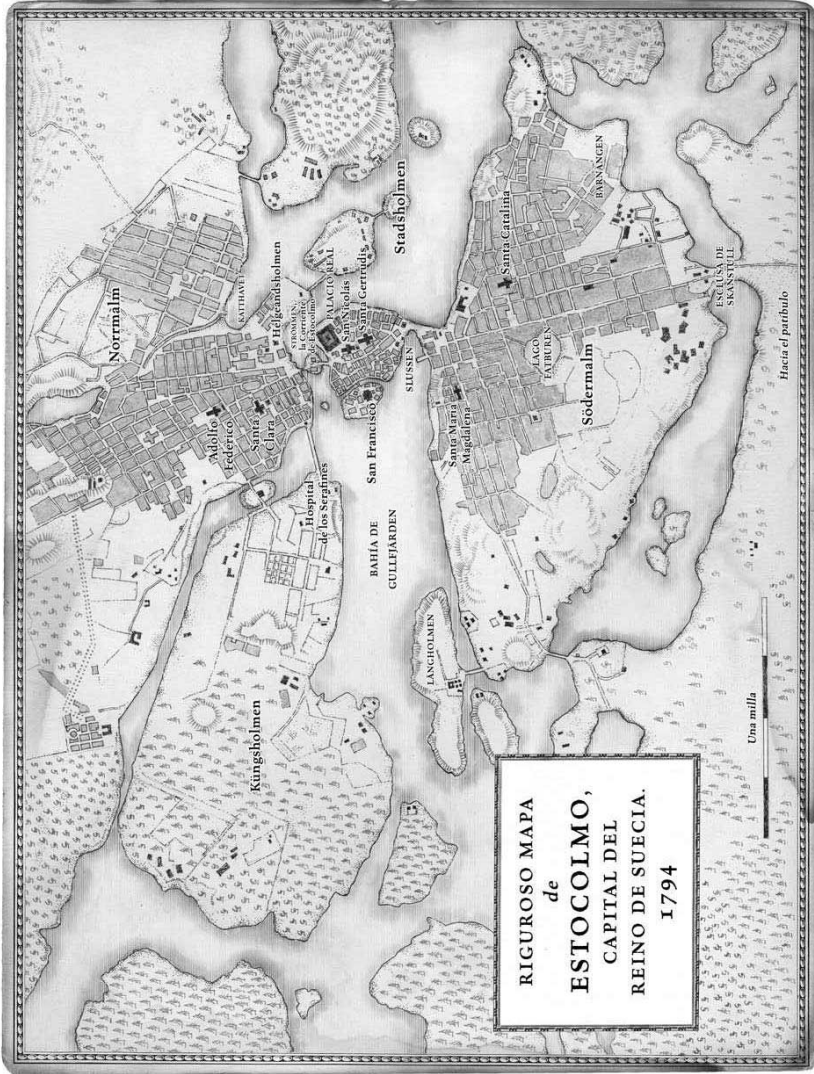 RIGUROSO MAPA
de
ESTOCOLMO,
CAPITAL DEL
REINO DE SUECIA.
1794
Norrmalm
KATTHAVET
Adolfo
Federico
Santa
Clara
Helgeandsholmen
STRÖMMEN,
la Corriente
de Estocolmo
PALACIO REAL
San Nicolás
Santa Gertrudis
Stadsholmen
San Francisco
SLUSSEN
Hospital
de los Serafines
Kungsholmen
BAHÍA DE
GULLFJÄRDEN
LÅNGHOLMEN
Santa María
Magdalena
Santa Catalina
BARNÄNGEN
LAGO
FATBUREN
Södermalm
ESCLUSA DE
SKANSTULL
Hacia el patíbulo
Una milla